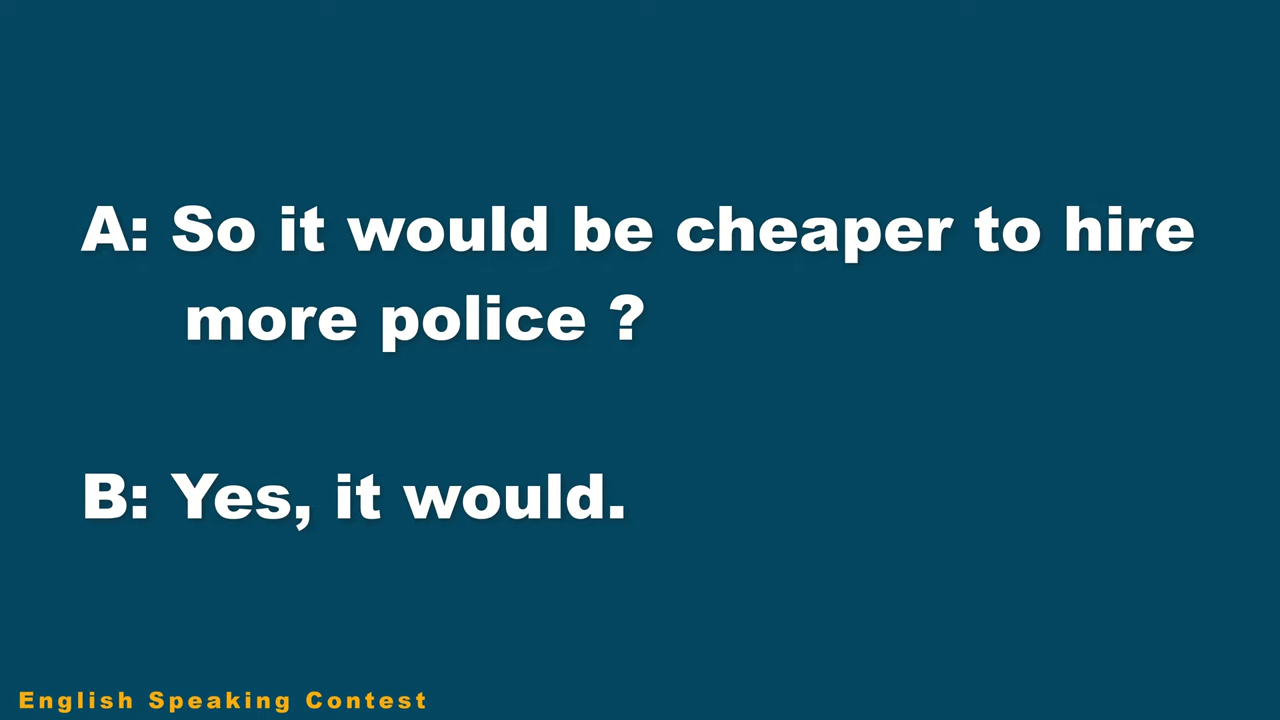 A: So it would be cheaper to hire
more police ?
B: Yes, it would.
English Speaking Contest